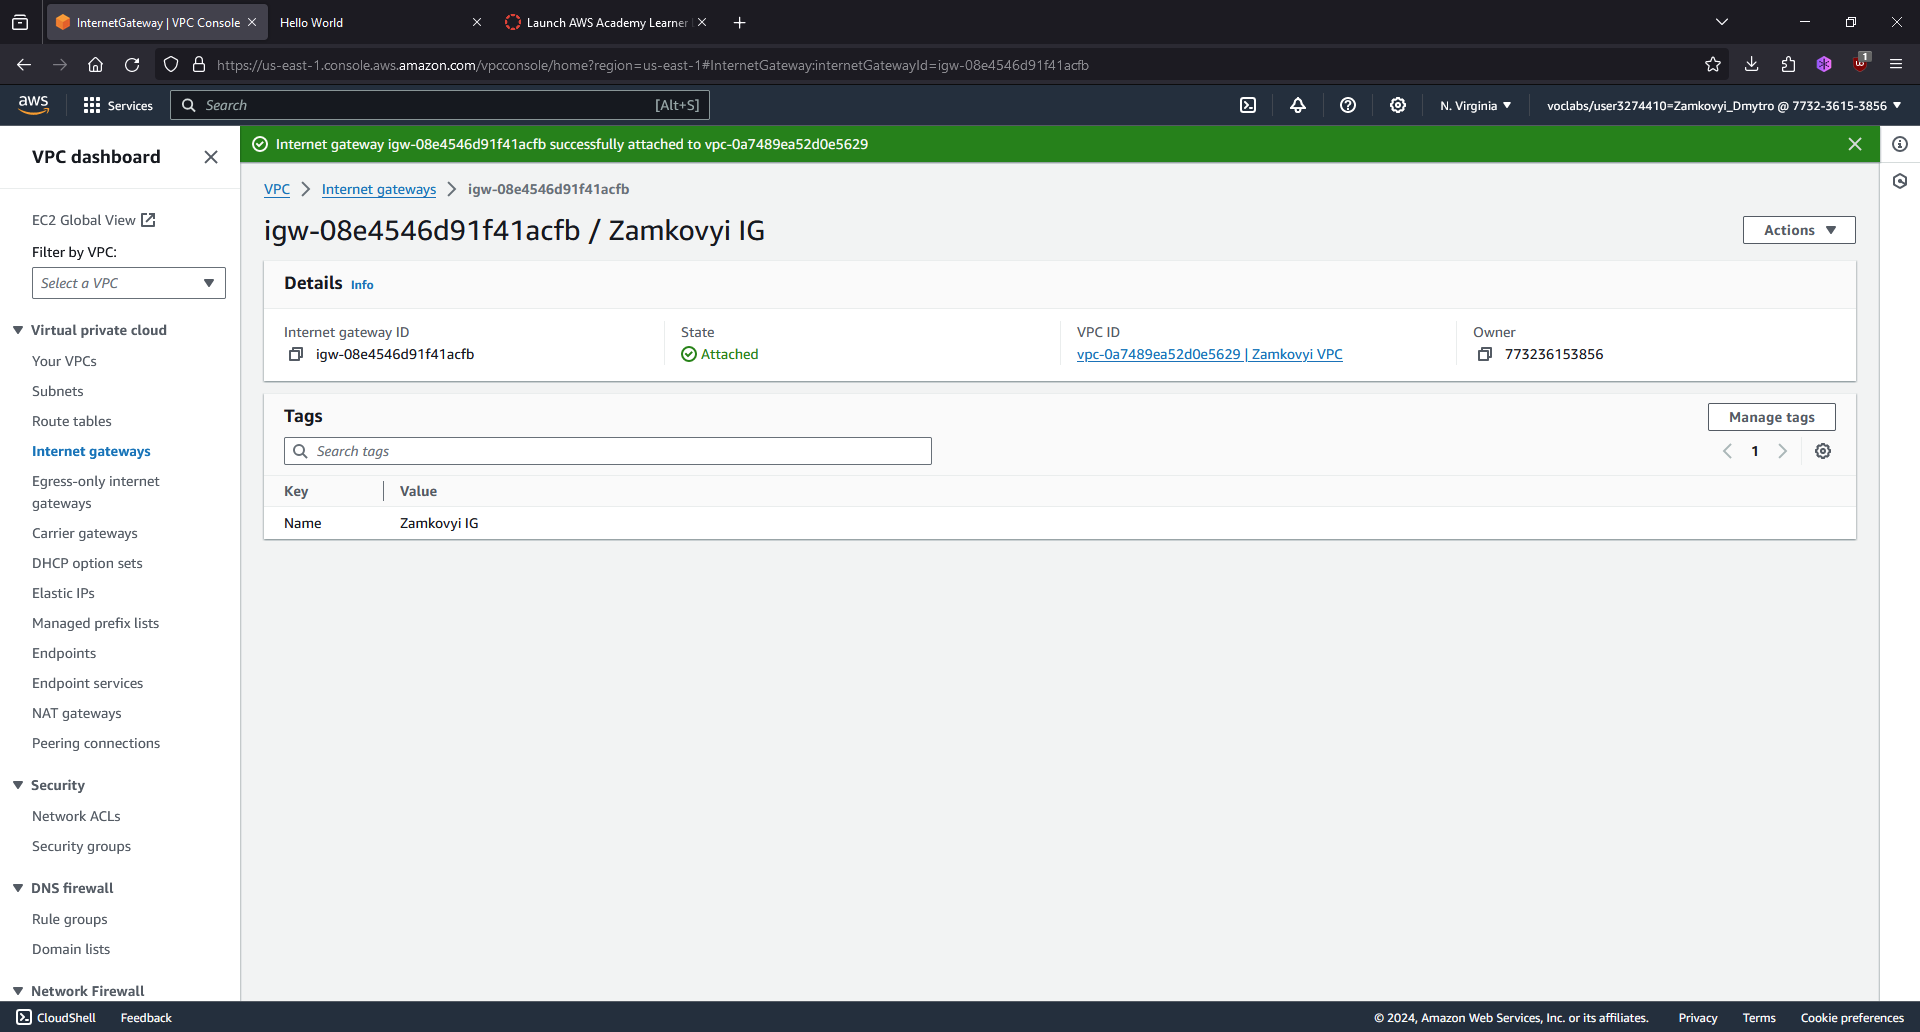 InternetGateway | VPC Console
Hello World
Launch AWS Academy Learner
https://us-east-1.console.aws.amazon.com/vpcconsole/home?region=us-east-1#InternetGateway:internetGatewayId=igw-08e4546d91f41acfb
1
aws
Services
Search
[Alt+S]
N. Virginia
voclabs/user3274410=Zamkovyi_Dmytro @ 7732-3615-3856
VPC dashboard
EC2 Global View
Filter by VPC:
Select a VPC
Virtual private cloud
Your VPCs
Subnets
Route tables
Internet gateways
Egress-only internet
gateways
Carrier gateways
DHCP option sets
Elastic IPs
Managed prefix lists
Endpoints
Endpoint services
NAT gateways
Peering connections
Security
Network ACLs
Security groups
DNS firewall
Rule groups
Domain lists
Network Firewall
Internet gateway igw-08e4546d91f41acfb successfully attached to vpc-0a7489ea52d0e5629
VPC
Internet gateways
igw-08e4546d91f41acfb
igw-08e4546d91f41acfb / Zamkovyi IG
Actions
Details Info
Internet gateway ID
igw-08e4546d91f41acfb
State
Attached
VPC ID
vpc-0a7489ea52d0e5629 | Zamkovyi VPC
Owner
773236153856
Tags
Manage tags
Search tags
1
Key
Value
Name
Zamkovyi IG
CloudShell
Feedback
© 2024, Amazon Web Services, Inc. or its affiliates.
Privacy
Terms
Cookie preferences